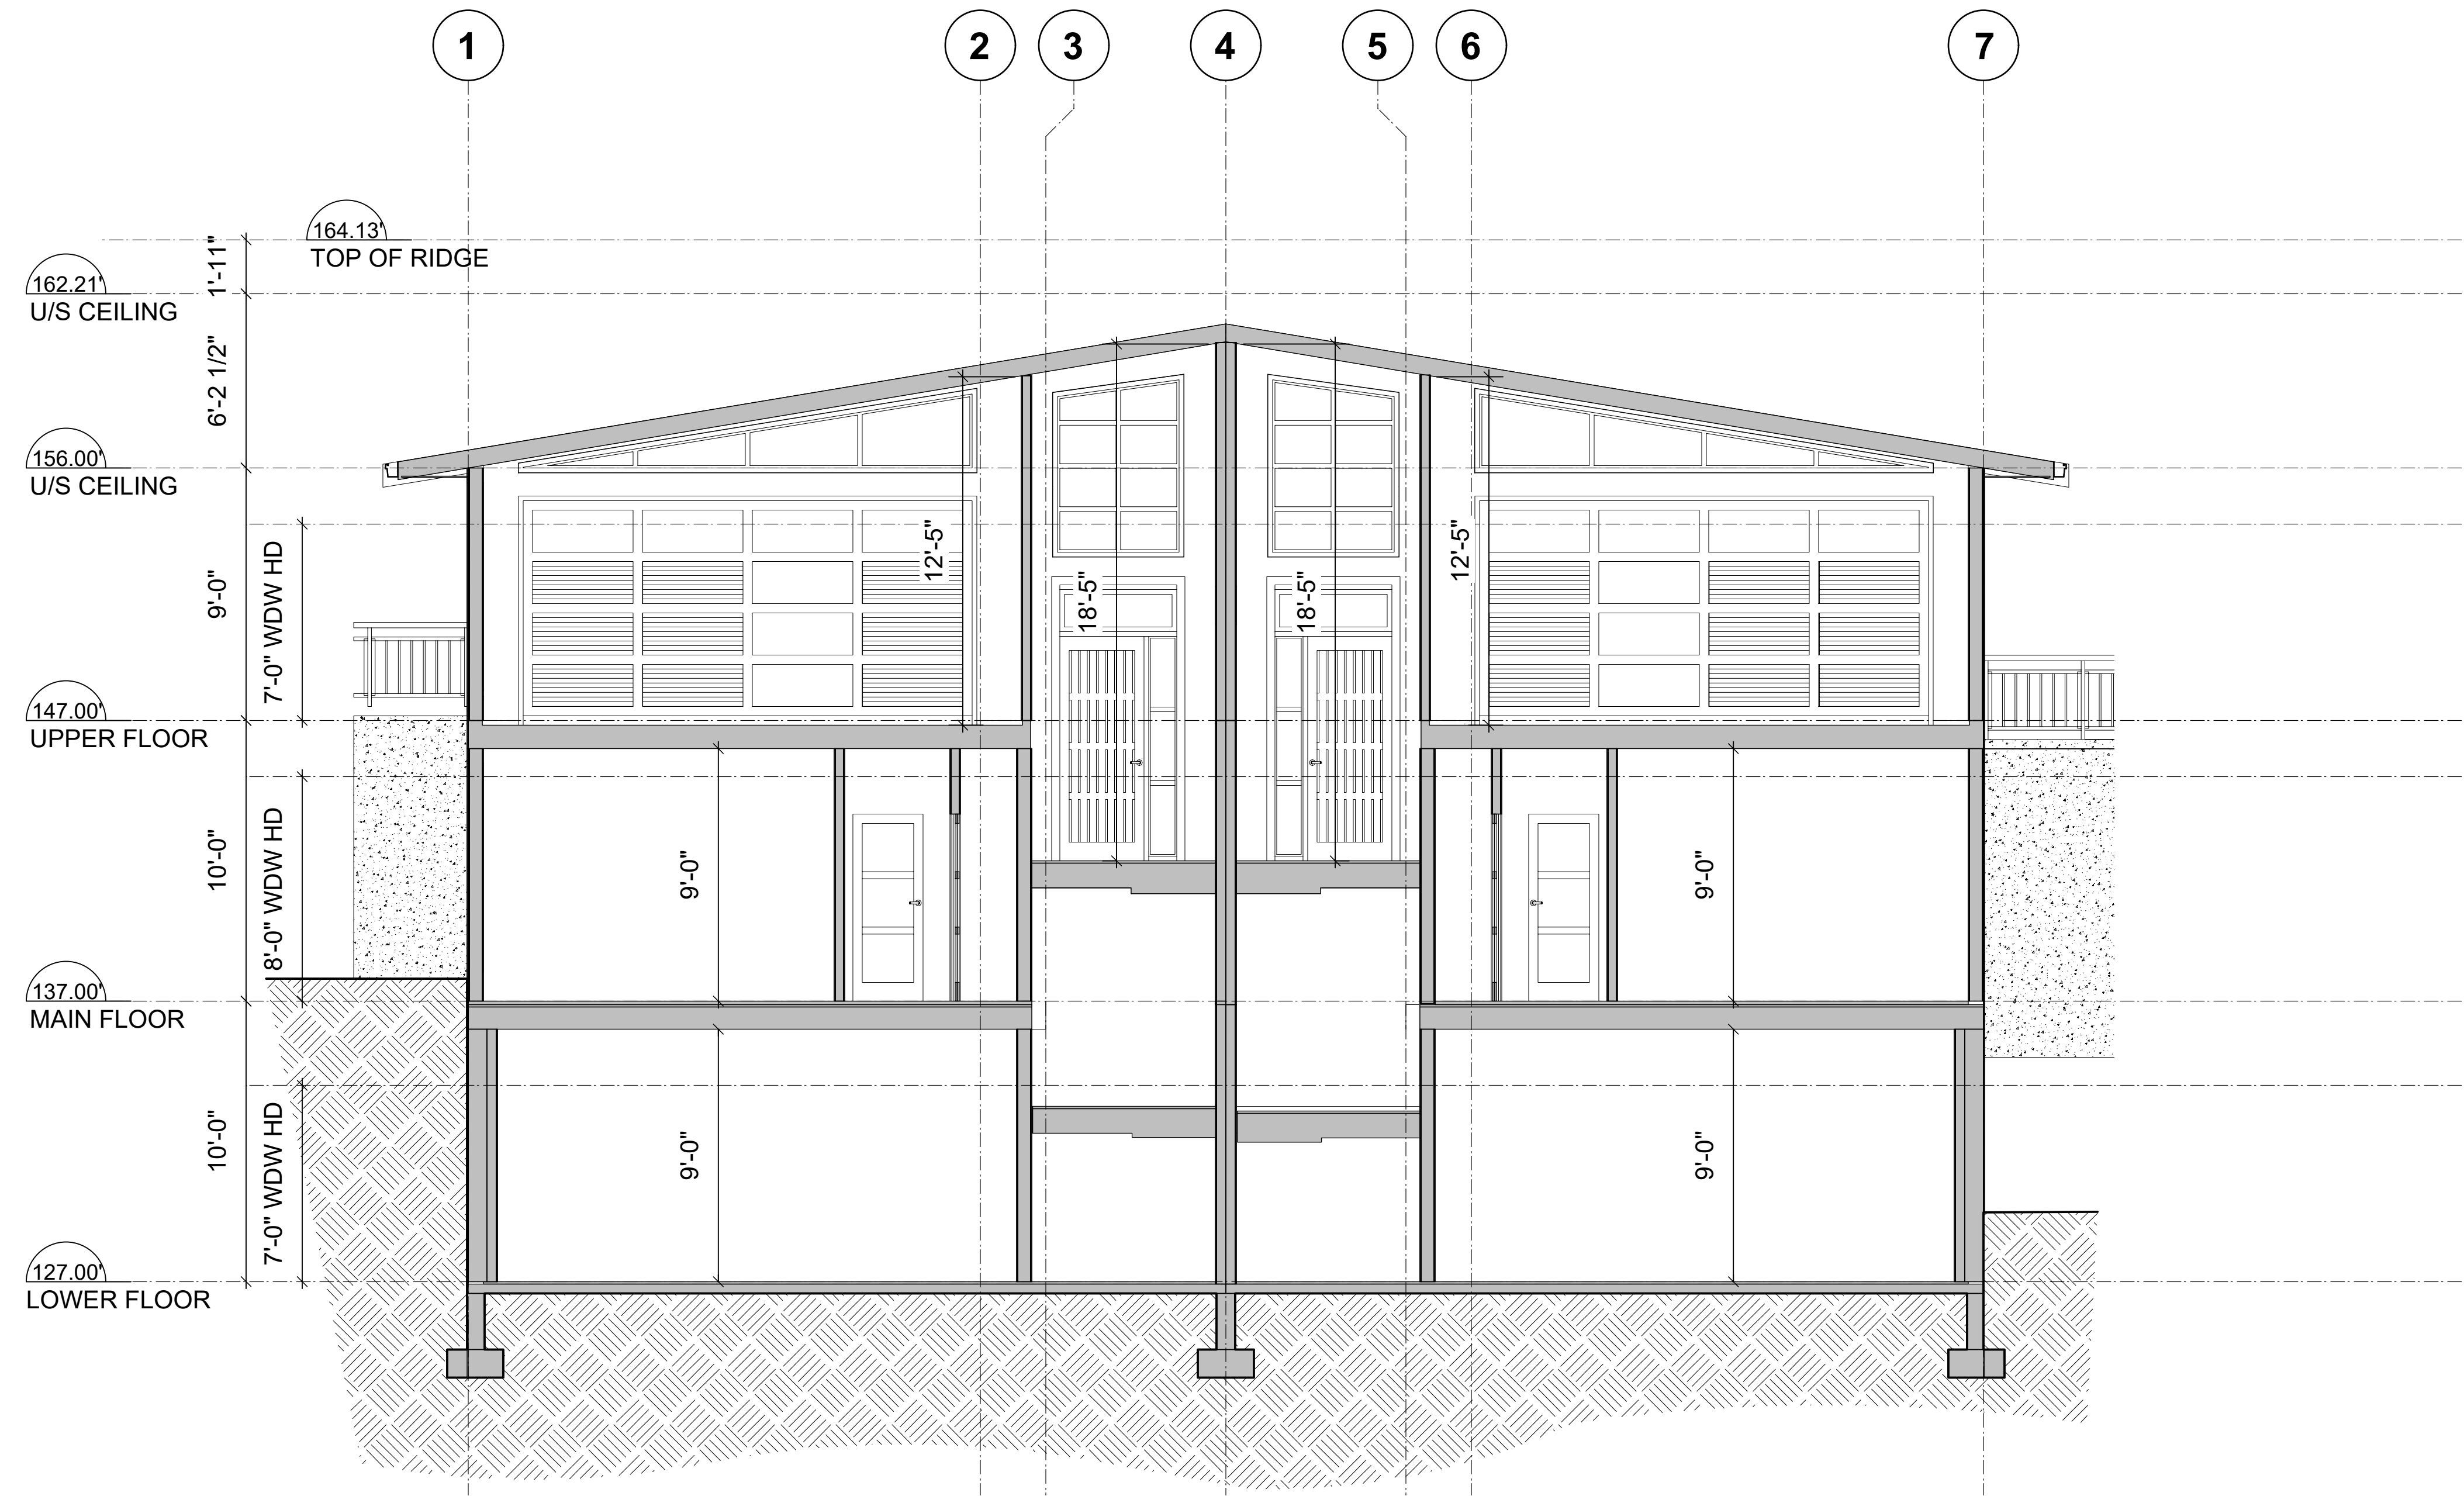 1
2
3
4
5
6
7
164.13'
TOP OF RIDGE
1'-11"
162.21'
U/S CEILING
6'-2 1/2"
156.00'
U/S CEILING
9'-0"
7'-0" WDW HD
12'-5"
18'-5"
18'-5"
12'-5"
147.00'
UPPER FLOOR
10'-0"
8'-0" WDW HD
9'-0"
9'-0"
137.00'
MAIN FLOOR
10'-0"
7'-0" WDW HD
9'-0"
9'-0"
127.00'
LOWER FLOOR